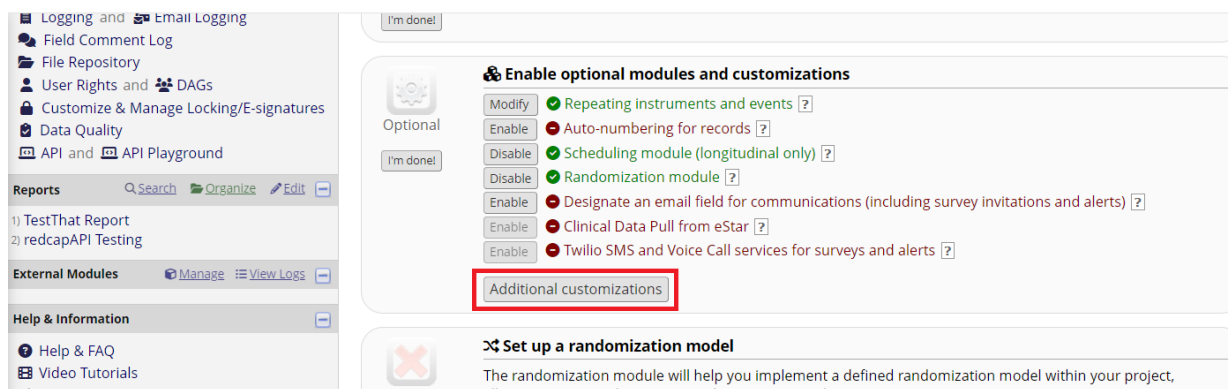 Logging and Email Logging
Field Comment Log
File Repository
User Rights and DAGs
Customize & Manage Locking/E-signatures
Data Quality
API and API Playground
Reports Search Organize Edit
1) TestThat Report
2) redcapAPI Testing
External Modules Manage View Logs
Help & Information
Help & FAQ
Video Tutorials
I'm done!
Optional
I'm done!
Enable optional modules and customizations
Modify Repeating instruments and events ?
Enable Auto-numbering for records ?
Disable Scheduling module (longitudinal only) ?
Disable Randomization module ?
Enable Designate an email field for communications (including survey invitations and alerts) ?
Enable Clinical Data Pull from eStar ?
Enable Twilio SMS and Voice Call services for surveys and alerts ?
Additional customizations
Set up a randomization model
The randomization module will help you implement a defined randomization model within your project,